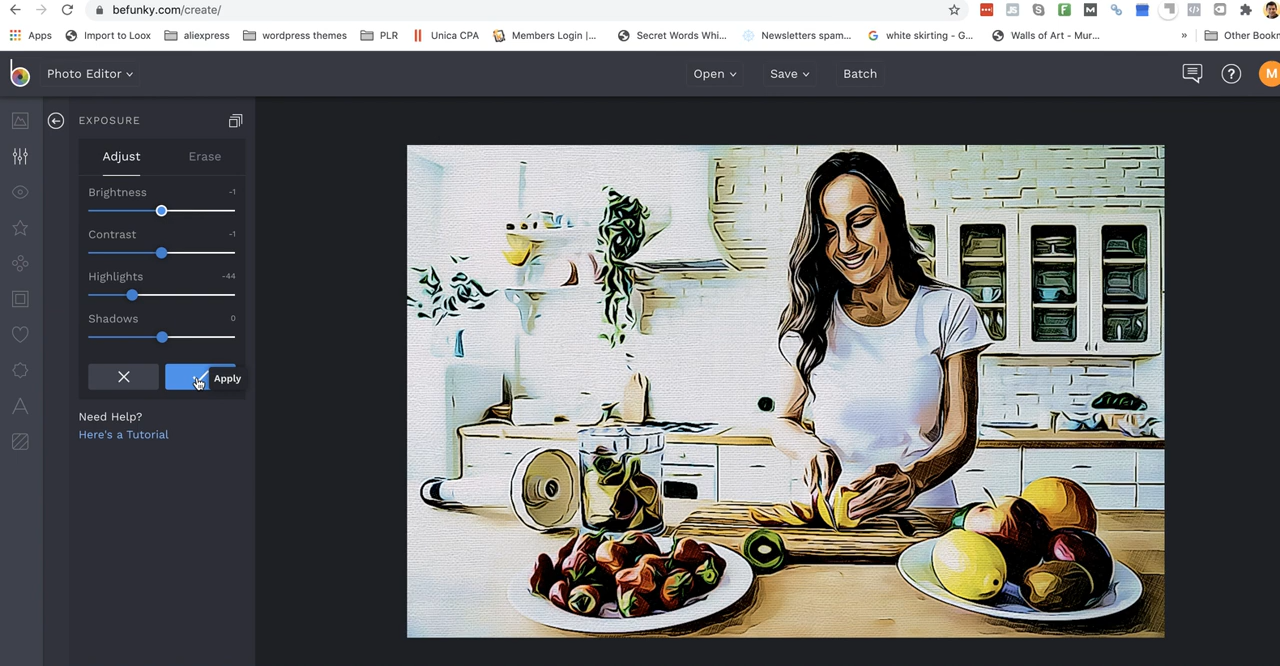 befunky.com/create/
Apps Import to Loox aliexpress wordpress themes PLR Unica CPA Members Login |... Secret Words Whi... Newsletters spam... white skirting - G... Walls of Art - Mur... » Other Bookm
Photo Editor Open Save Batch ? M
EXPOSURE
Adjust Erase
Brightness -1
Contrast -1
Highlights -44
Shadows 0
Apply
Need Help?
Here's a Tutorial